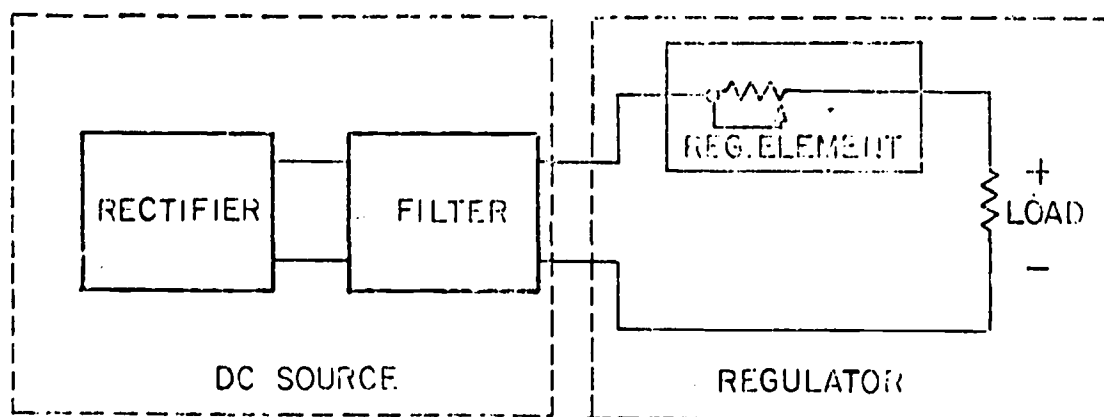 REG. ELEMENT
RECTIFIER
FILTER
+
LOAD
-
DC SOURCE
REGULATOR